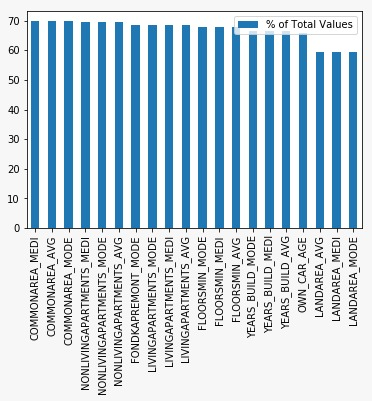 % of Total Values
70
60
50
40
30
20
10
0
COMMONAREA_MEDI
COMMONAREA_AVG
COMMONAREA_MODE
NONLIVINGAPARTMENTS_MEDI
NONLIVINGAPARTMENTS_MODE
NONLIVINGAPARTMENTS_AVG
FONDKAPREMONT_MODE
LIVINGAPARTMENTS_MODE
LIVINGAPARTMENTS_MEDI
LIVINGAPARTMENTS_AVG
FLOORSMIN_MODE
FLOORSMIN_MEDI
FLOORSMIN_AVG
YEARS_BUILD_MODE
YEARS_BUILD_MEDI
YEARS_BUILD_AVG
OWN_CAR_AGE
LANDAREA_AVG
LANDAREA_MEDI
LANDAREA_MODE